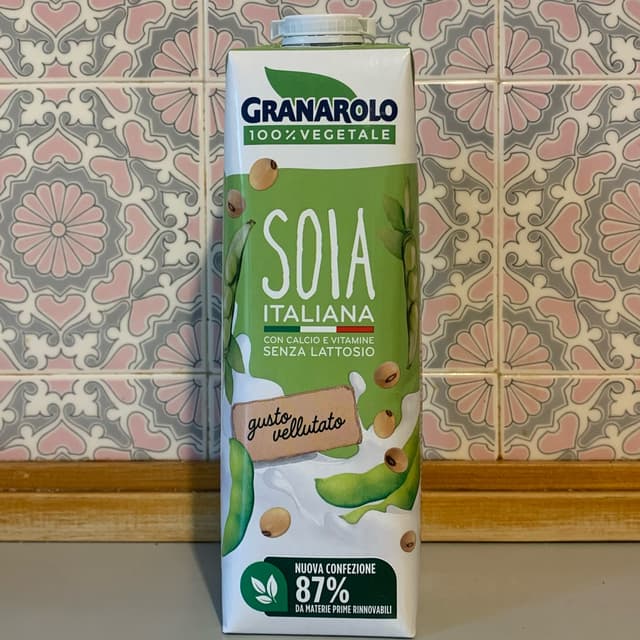 GRANAROLO
100% VEGETALE
SOIA
ITALIANA
CON CALCIO E VITAMINE
SENZA LATTOSIO
gusto
vellutato
NUOVA CONFEZIONE
87%
DA MATERIE PRIME RINNOVABILI